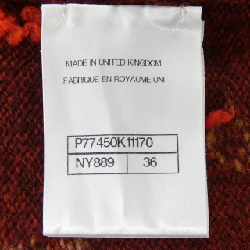 MADE IN UNITED KINGDOM
FABRIQUE EN ROYAUME UNI
P77450K11170
NY889 36